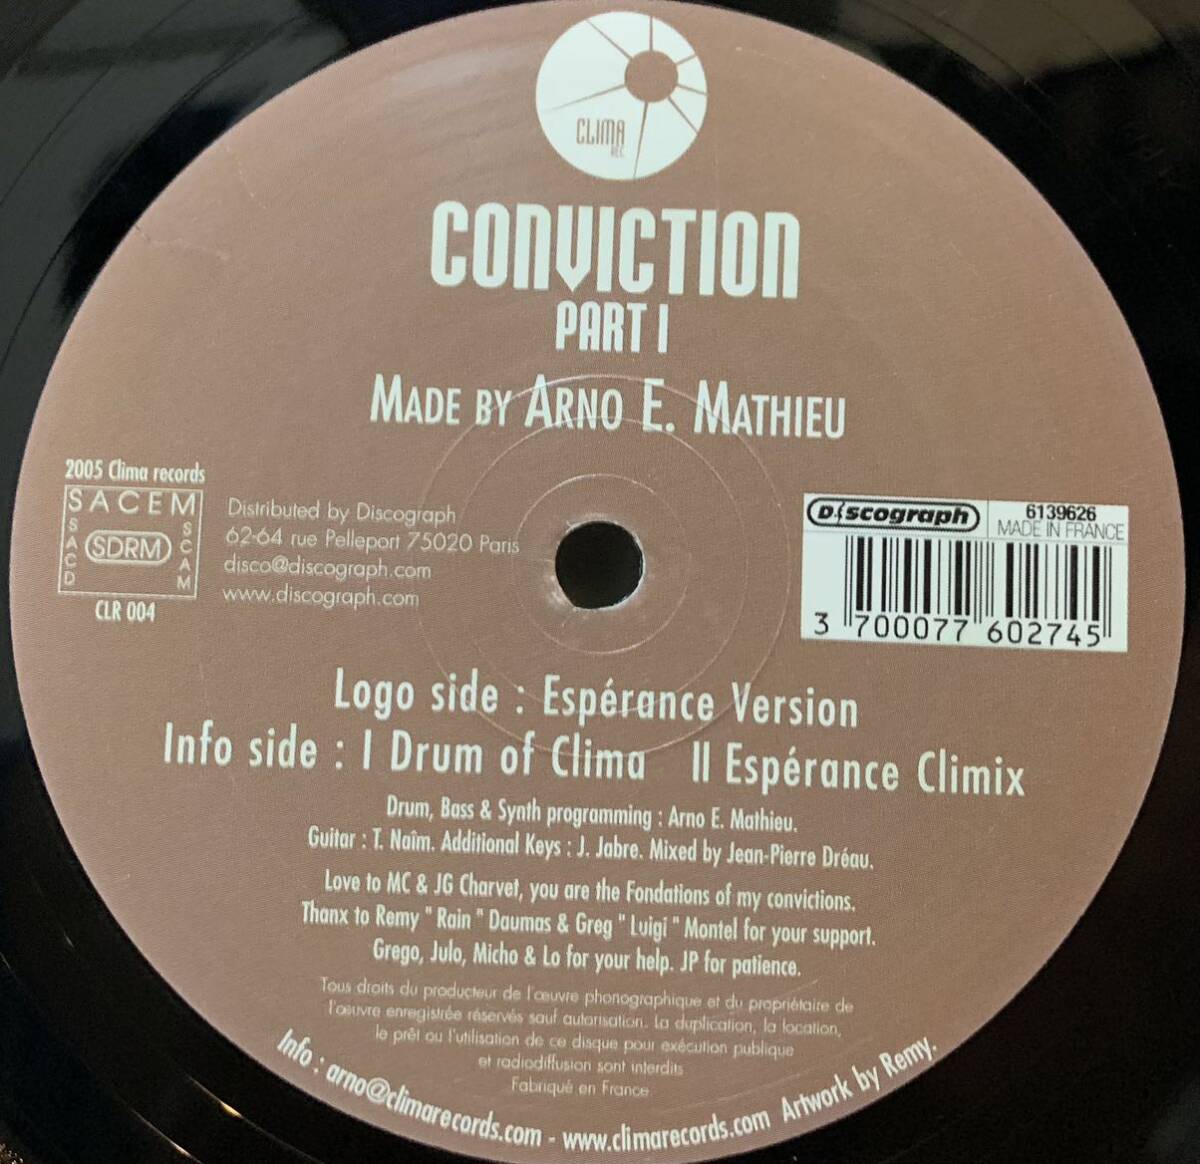 CLIMA
REC
CONVICTION
PART I
MADE BY ARNO E. MATHIEU
2005 Clima records
SACEM
SACD
SDRM
SCAM
CLR 004
Distributed by Discograph
62-64 rue Pelleport 75020 Paris
disco@discograph.com
www.discograph.com
Discograph
6139626
MADE IN FRANCE
3 700077 602745
Logo side : Espérance Version
Info side : I Drum of Clima II Espérance Climix
Drum, Bass & Synth programming : Arno E. Mathieu.
Guitar : T. Naîm. Additional Keys : J. Jabre. Mixed by Jean-Pierre Dréau.
Love to MC & JG Charvet, you are the Fondations of my convictions.
Thanx to Remy " Rain " Daumas & Greg " Luigi " Montel for your support.
Grego, Julo, Micho & Lo for your help. JP for patience.
Tous droits du producteur de l'œuvre phonographique et du propriétaire de
l'œuvre enregistrée réservés sauf autorisation. La duplication, la location,
le prêt ou l'utilisation de ce disque pour exécution publique
et radiodiffusion sont interdits
Fabriqué en France
Info : arno@climarecords.com - www.climarecords.com Artwork by Remy.